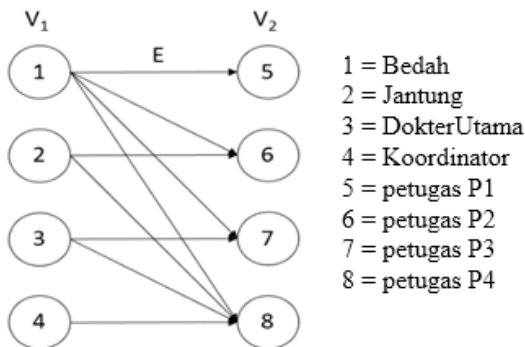 V₁ V₂
E
1 5
2 6
3 7
4 8
1 = Bedah
2 = Jantung
3 = DokterUtama
4 = Koordinator
5 = petugas P1
6 = petugas P2
7 = petugas P3
8 = petugas P4